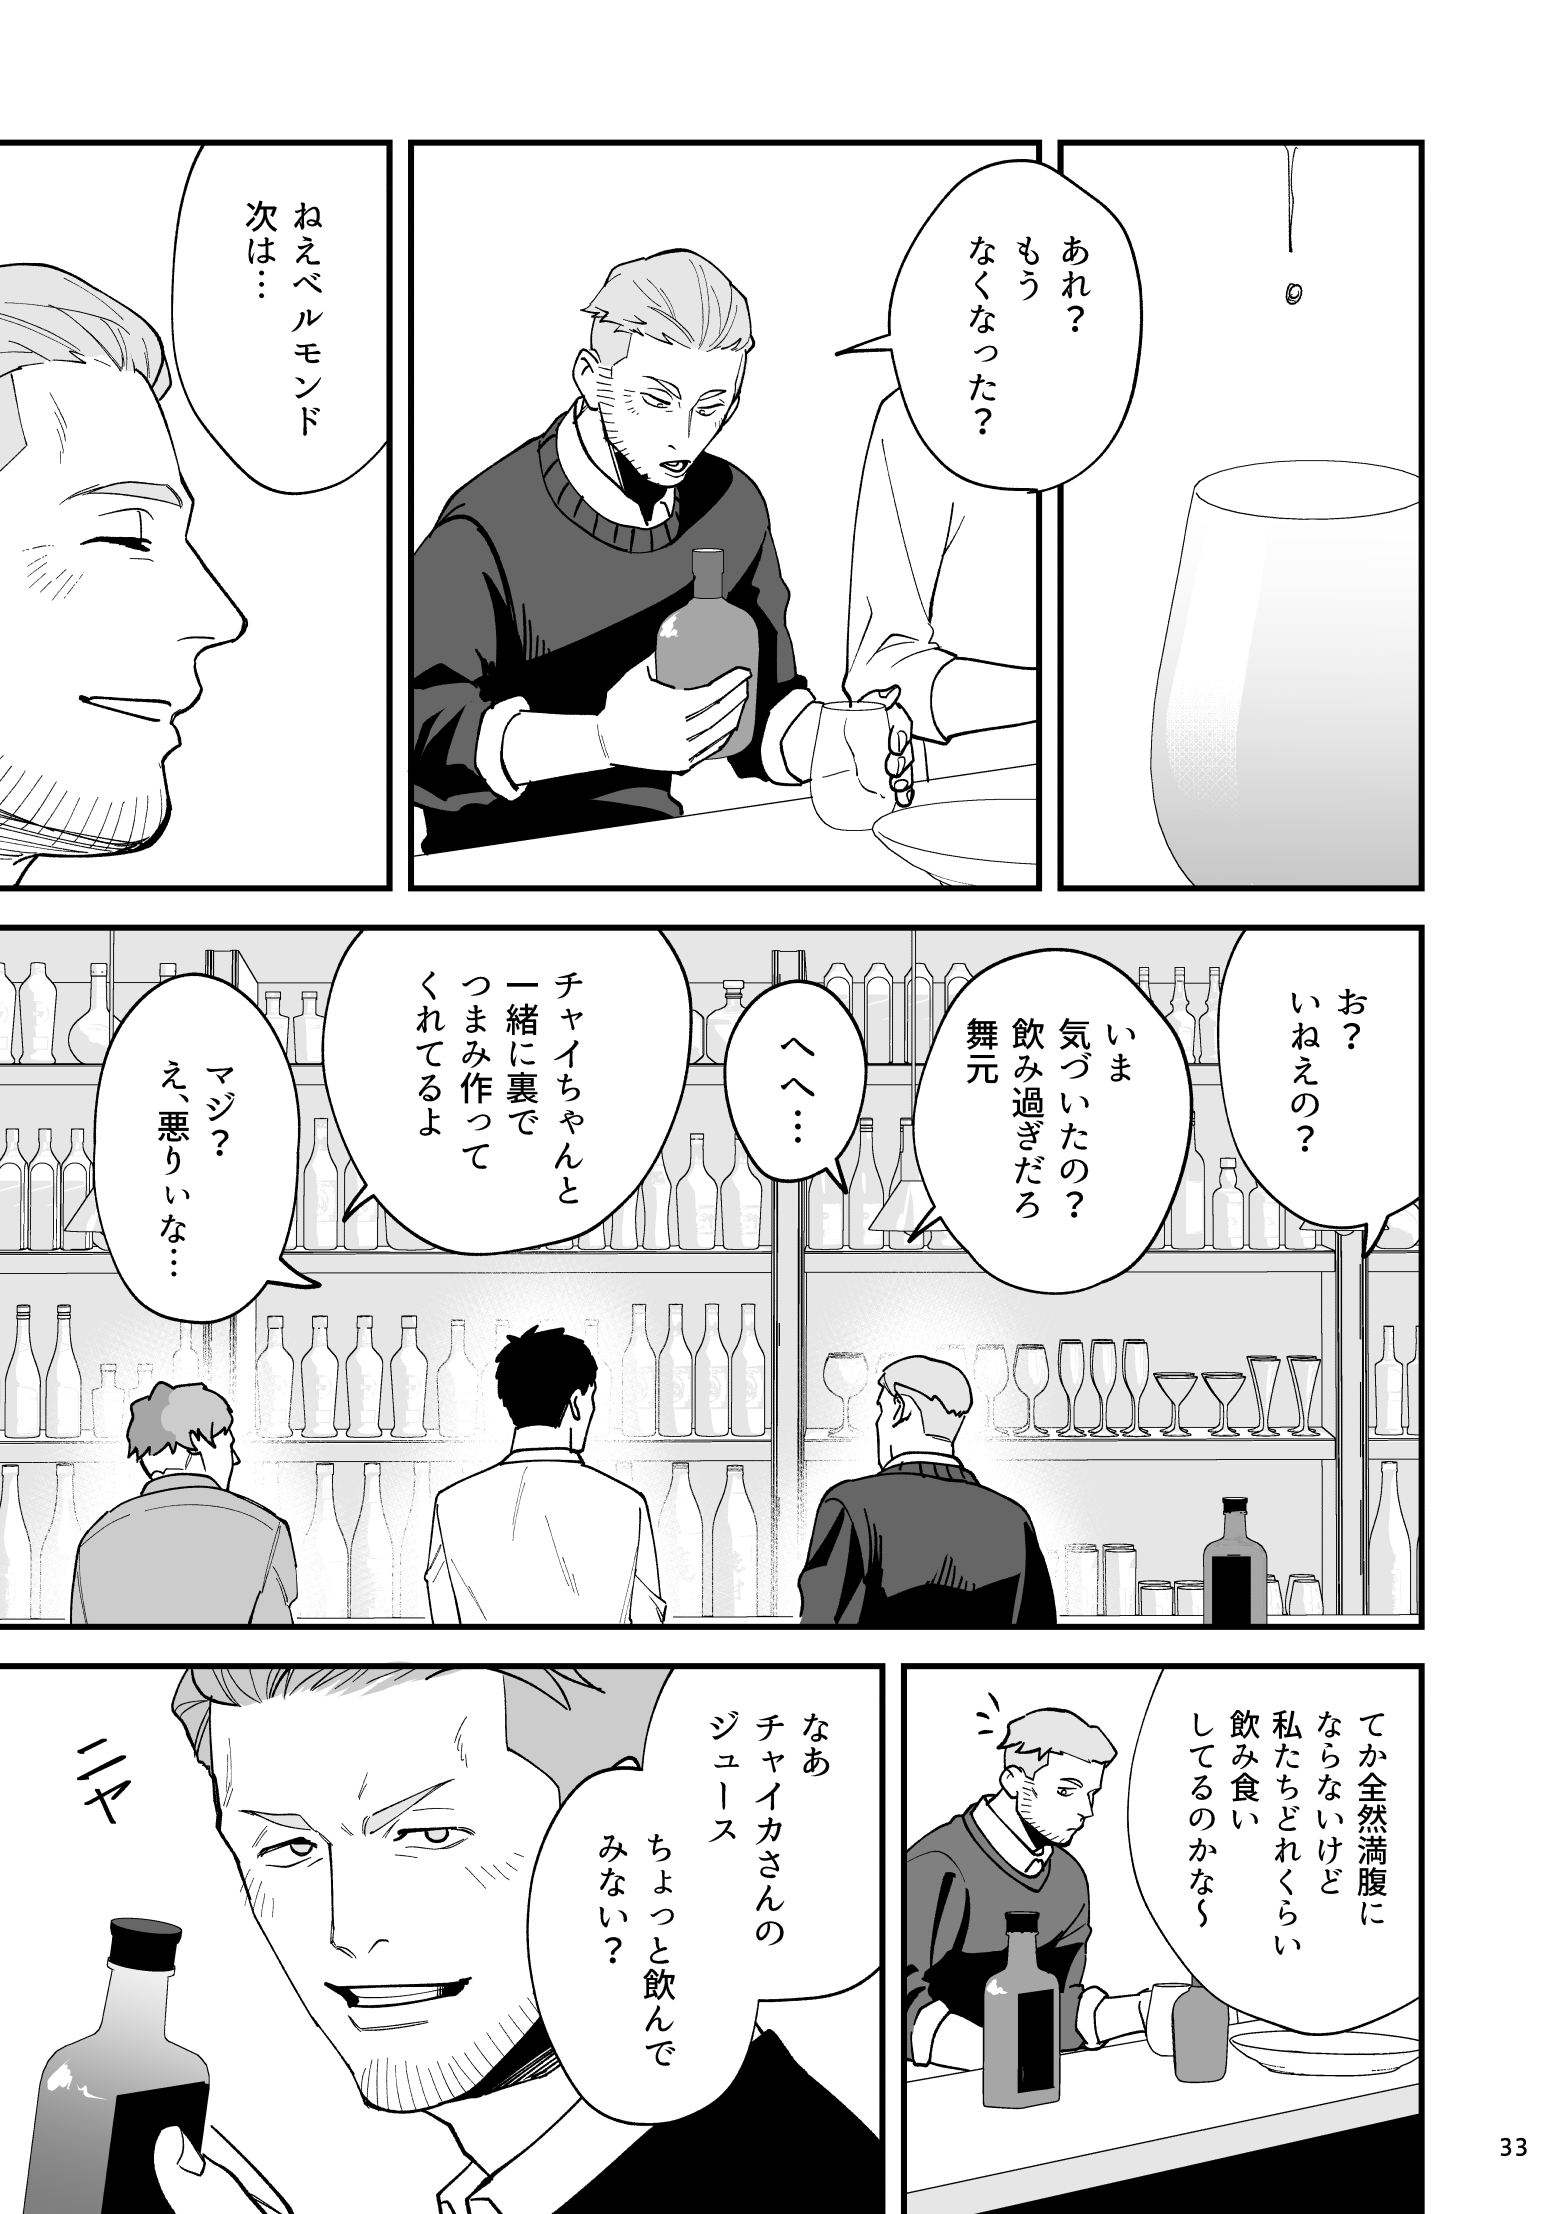 あれ？
もう
なくなった？
ねえベルモンド
次は…
お？
いねえの？
いま
気づいたの？
飲み過ぎだろ
舞元
へへ…
チャイちゃんと
一緒に裏で
つまみ作って
くれてるよ
マジ？
え、悪りぃな…
てか全然満腹に
ならないけど
私たちどれくらい
飲み食い
してるのかな～
なあ
チャイカさんの
ジュース
ちょっと飲んで
みない？
ニヤ
33